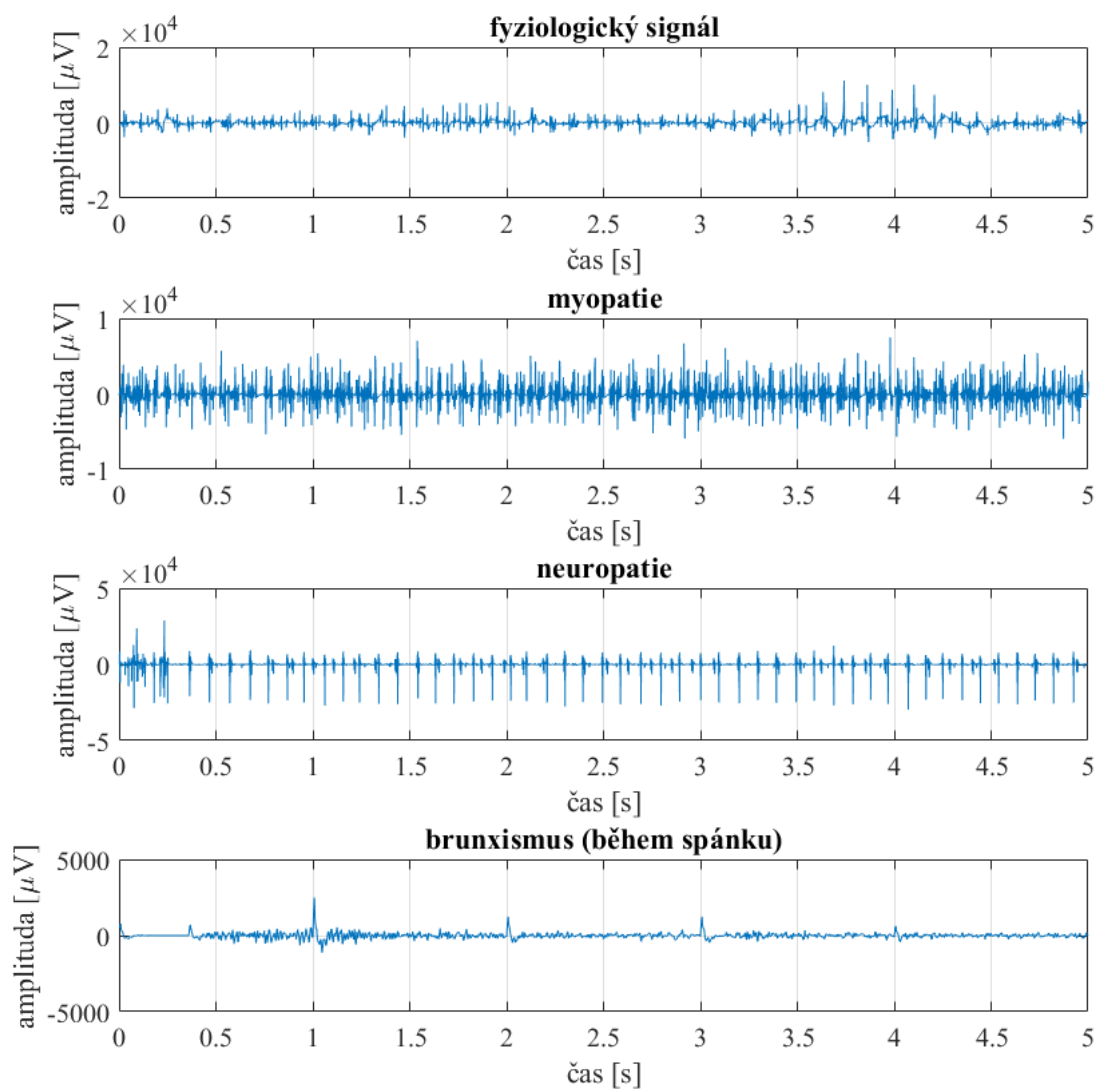 fyziologický signál
×10⁴
2
0
-2
amplituda [μV]
0 0.5 1 1.5 2 2.5 3 3.5 4 4.5 5
čas [s]
myopatie
×10⁴
1
0
-1
amplituda [μV]
0 0.5 1 1.5 2 2.5 3 3.5 4 4.5 5
čas [s]
neuropatie
×10⁴
5
0
-5
amplituda [μV]
0 0.5 1 1.5 2 2.5 3 3.5 4 4.5 5
čas [s]
brunxismus (během spánku)
5000
0
-5000
amplituda [μV]
0 0.5 1 1.5 2 2.5 3 3.5 4 4.5 5
čas [s]